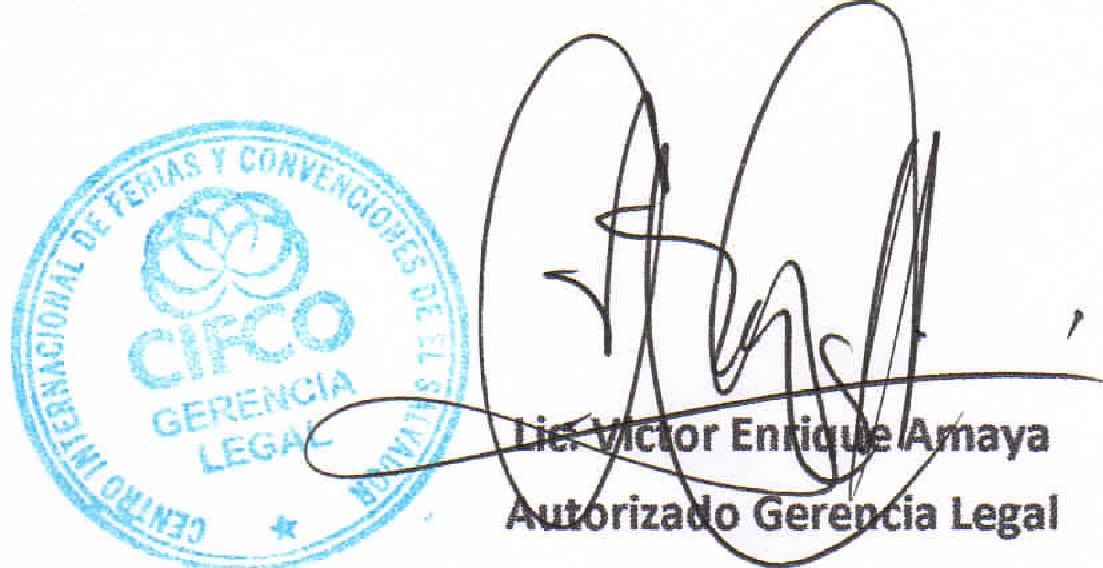 CENTRO INTERNACIONAL DE FERIAS Y CONVENCIONES DE EL SALVADOR
CIFCO
GERENCIA
LEGAL
Lic. Victor Enrique Amaya
Autorizado Gerencia Legal